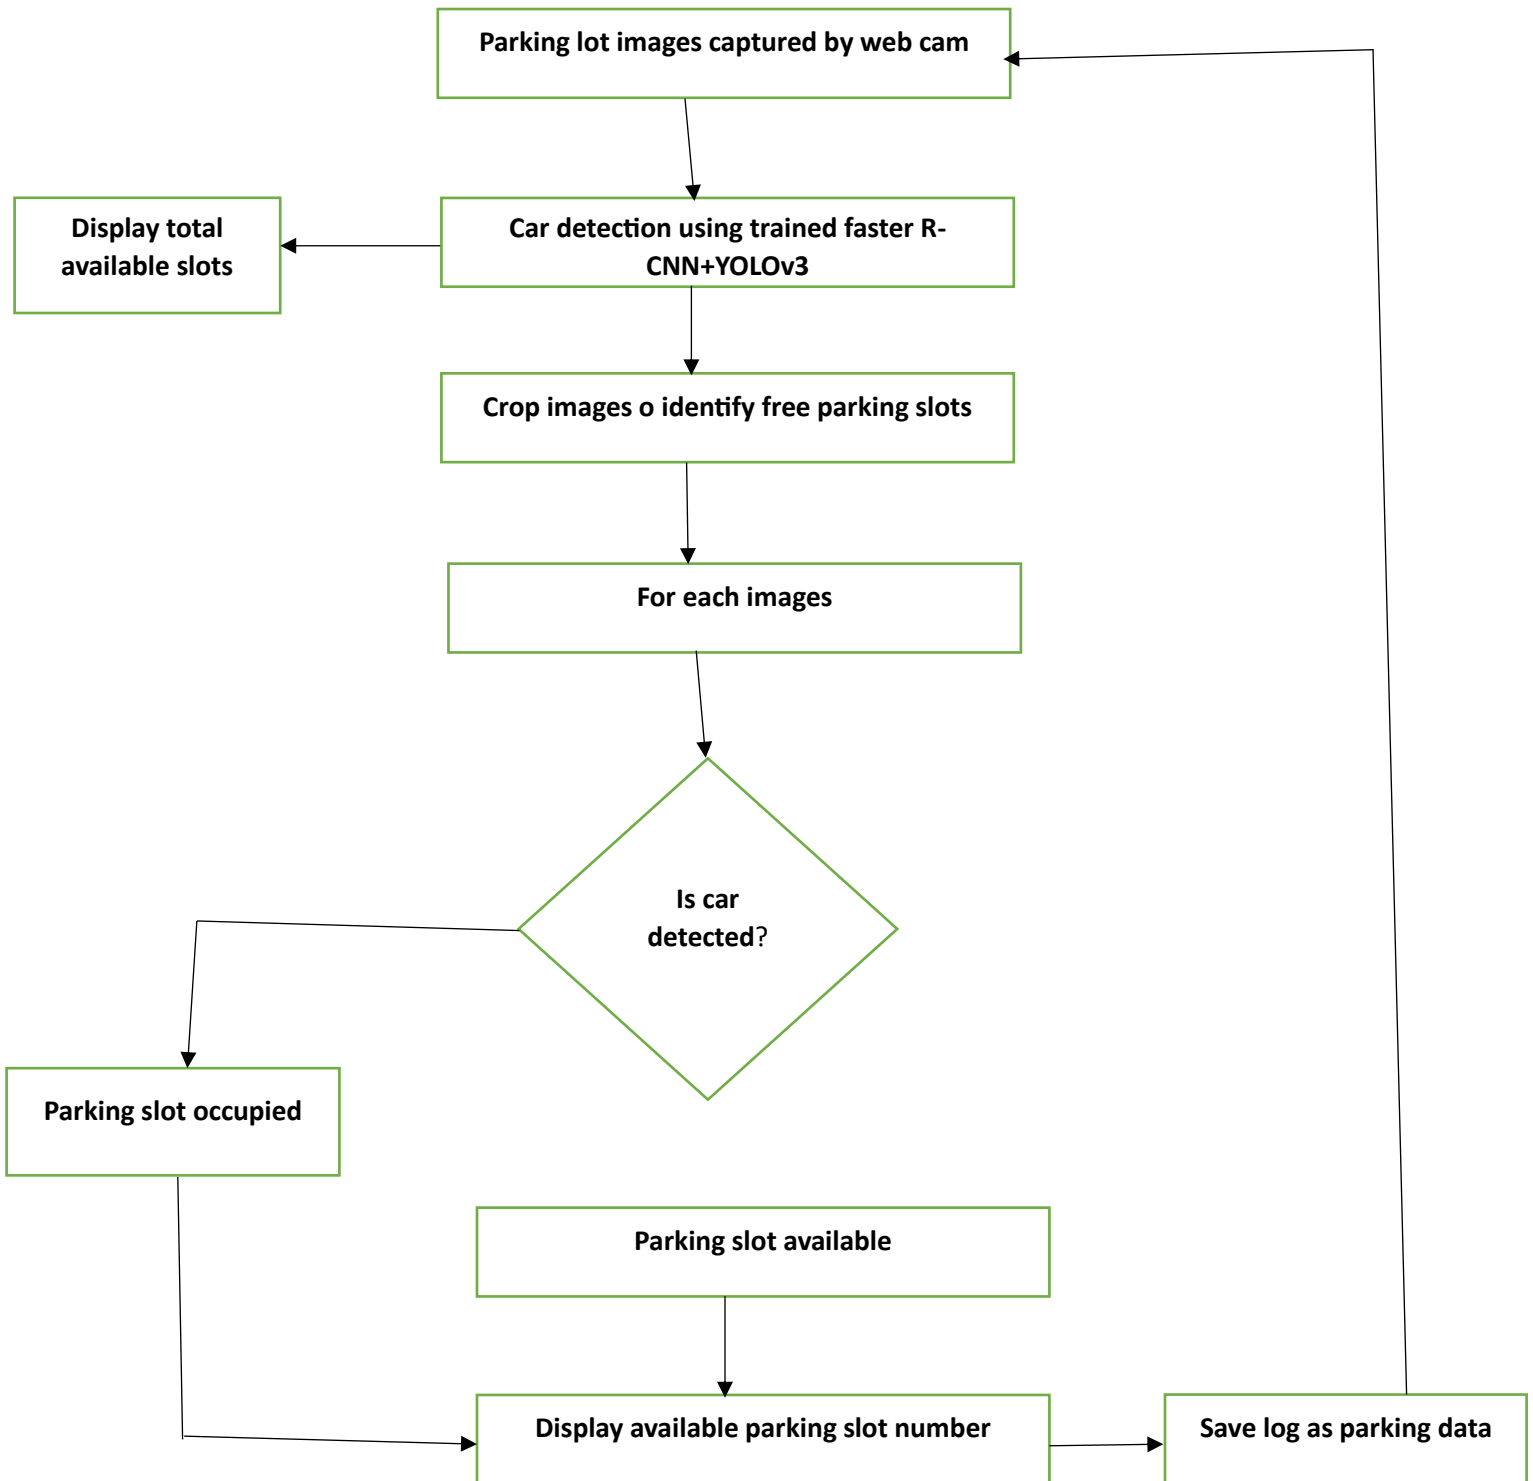 Parking lot images captured by web cam
Display total
available slots
Car detection using trained faster R-
CNN+YOLOv3
Crop images o identify free parking slots
For each images
Is car
detected?
Parking slot occupied
Parking slot available
Display available parking slot number
Save log as parking data